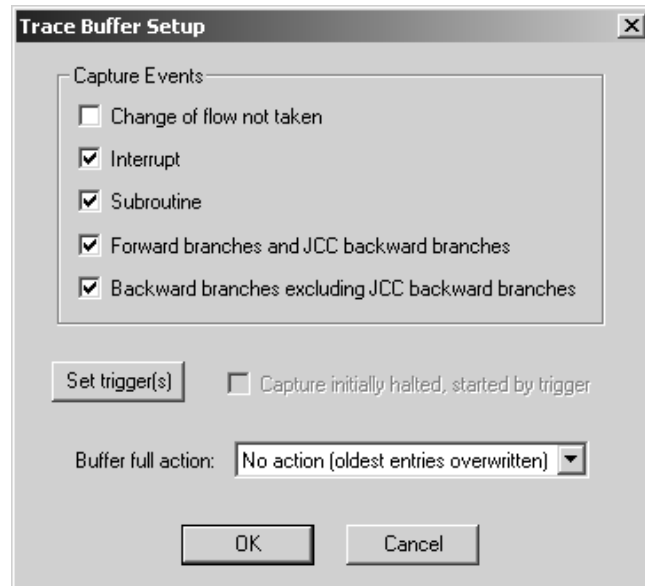 Trace Buffer Setup
Capture Events
Change of flow not taken
Interrupt
Subroutine
Forward branches and JCC backward branches
Backward branches excluding JCC backward branches
Set trigger(s) Capture initially halted, started by trigger
Buffer full action: No action (oldest entries overwritten)
OK Cancel